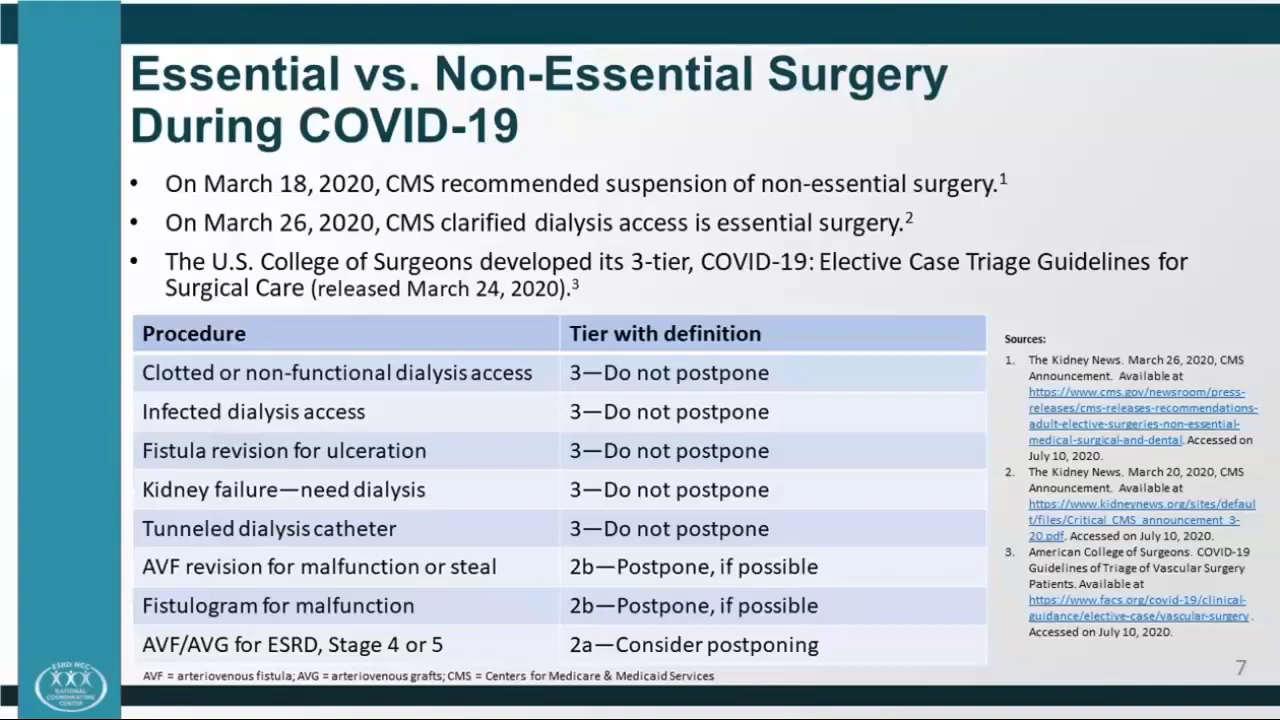 Essential vs. Non-Essential Surgery
During COVID-19
• On March 18, 2020, CMS recommended suspension of non-essential surgery.1
• On March 26, 2020, CMS clarified dialysis access is essential surgery.2
• The U.S. College of Surgeons developed its 3-tier, COVID-19: Elective Case Triage Guidelines for
Surgical Care (released March 24, 2020).3
Procedure Tier with definition
Clotted or non-functional dialysis access 3—Do not postpone
Infected dialysis access 3—Do not postpone
Fistula revision for ulceration 3—Do not postpone
Kidney failure—need dialysis 3—Do not postpone
Tunneled dialysis catheter 3—Do not postpone
AVF revision for malfunction or steal 2b—Postpone, if possible
Fistulogram for malfunction 2b—Postpone, if possible
AVF/AVG for ESRD, Stage 4 or 5 2a—Consider postponing
AVF = arteriovenous fistula; AVG = arteriovenous grafts; CMS = Centers for Medicare & Medicaid Services
Sources:
1. The Kidney News. March 26, 2020, CMS
Announcement. Available at
https://www.cms.gov/newsroom/press-
releases/cms-releases-recommendations-
adult-elective-surgeries-non-essential-
medical-surgical-and-dental. Accessed on
July 10, 2020.
2. The Kidney News. March 20, 2020, CMS
Announcement. Available at
https://www.kidneynews.org/sites/defaul
t/files/Critical_CMS_announcement_3-
20.pdf. Accessed on July 10, 2020.
3. American College of Surgeons. COVID-19
Guidelines of Triage of Vascular Surgery
Patients. Available at
https://www.facs.org/covid-19/clinical-
guidance/elective-case/vascular-surgery .
Accessed on July 10, 2020.
7
ESRD NCC
NATIONAL
COORDINATING
CENTER